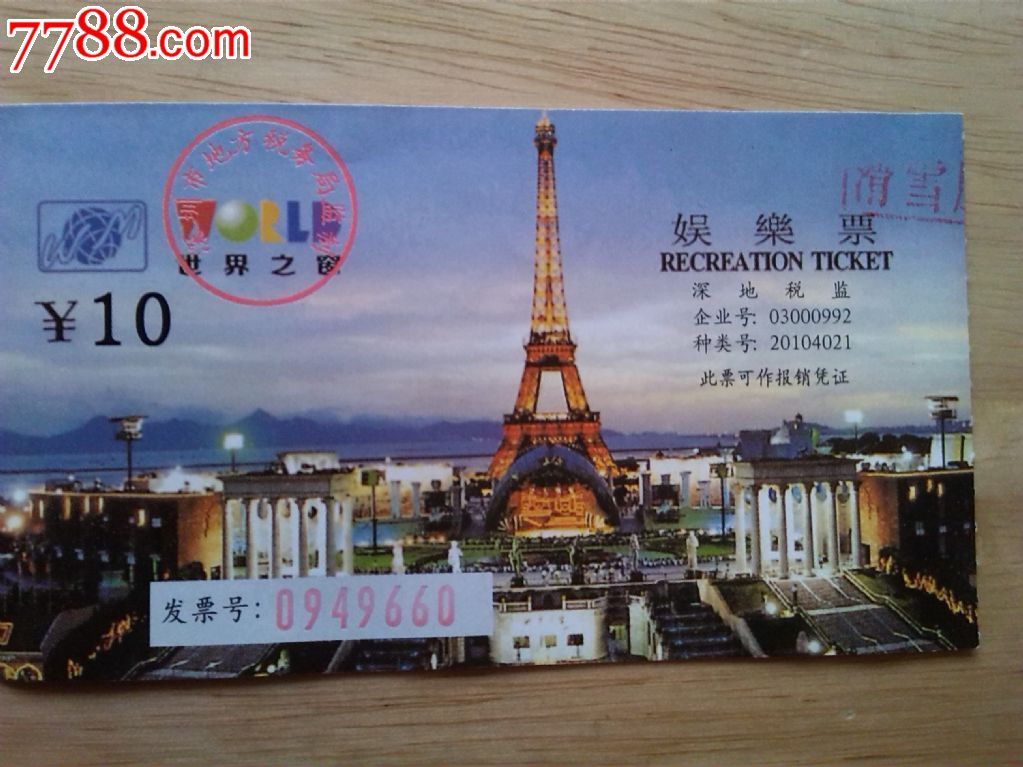 7788.com
深圳市地方税务局监制
WORLD
世界之窗
¥10
娱樂票
RECREATION TICKET
深地税监
企业号: 03000992
种类号: 20104021
此票可作报销凭证
发票号: 0949660